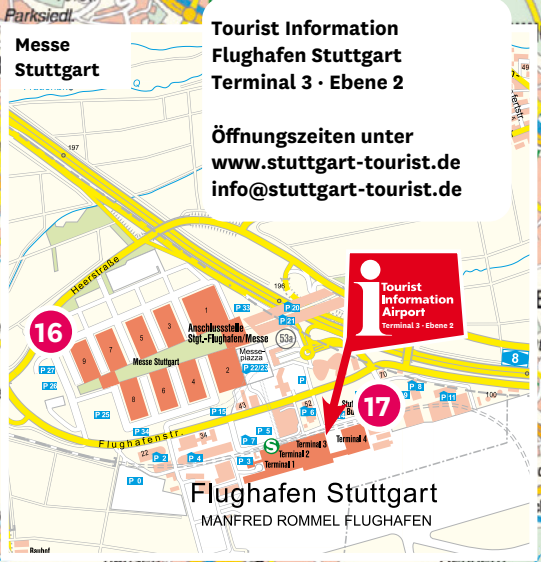 Parksiedl.
Messe
Stuttgart
Tourist Information
Flughafen Stuttgart
Terminal 3 · Ebene 2
Öffnungszeiten unter
www.stuttgart-tourist.de
info@stuttgart-tourist.de
49
197
Heerstraße
196
Tourist
Information
Airport
Terminal 3 · Ebene 2
16
1
3
5
7
9
2
4
6
8
P 33
P 20
P 21
Anschlussstelle
Stgt.-Flughafen/Messe
53a
Messe Stuttgart
Messe-
piazza
P 22/23
8
P 27
P 26
P 25
P 34
P 15
43
P
52
P 6
70
P 8
P 11
100
17
Flughafenstr.
22
34
P 5
P 7
P 2
P 4
P 3
P 0
S
Terminal 3
Terminal 4
Terminal 2
Terminal 1
Flughafen Stuttgart
MANFRED ROMMEL FLUGHAFEN
Bauhof